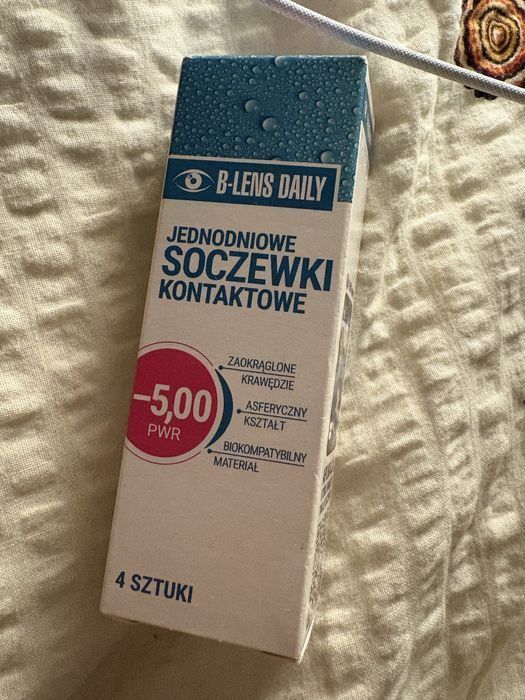 B-LENS DAILY
JEDNODNIOWE
SOCZEWKI
KONTAKTOWE
–5,00
PWR
ZAOKRĄGLONE
KRAWĘDZIE
ASFERYCZNY
KSZTAŁT
BIOKOMPATYBILNY
MATERIAŁ
4 SZTUKI